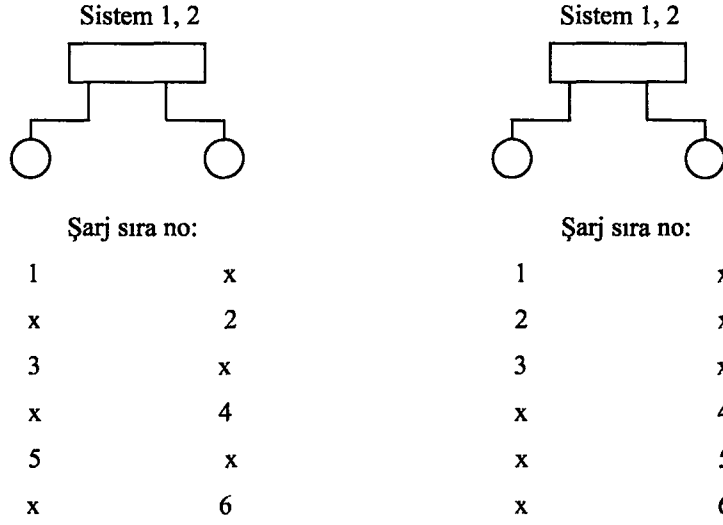 Sistem 1, 2 Sistem 1, 2
Şarj sıra no: Şarj sıra no:
1 x 1 x
x 2 2 x
3 x 3 x
x 4 x 4
5 x x 5
x 6 x 6